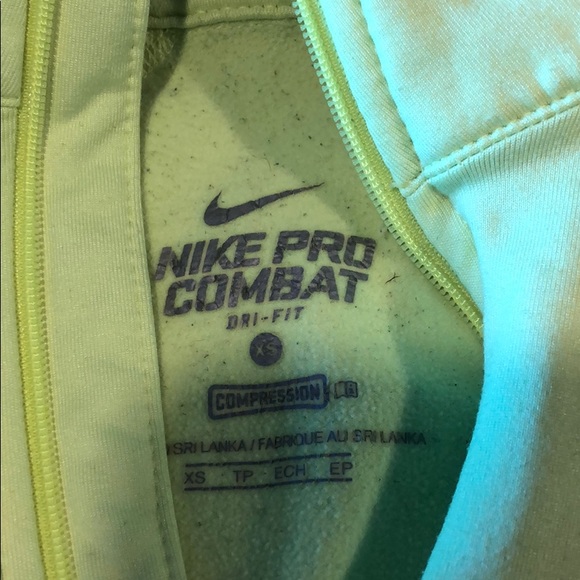 NIKE PRO
COMBAT
DRI-FIT
XS
COMPRESSION
SRI LANKA / FABRIQUE AU SRI LANKA
XS TP ECH EP